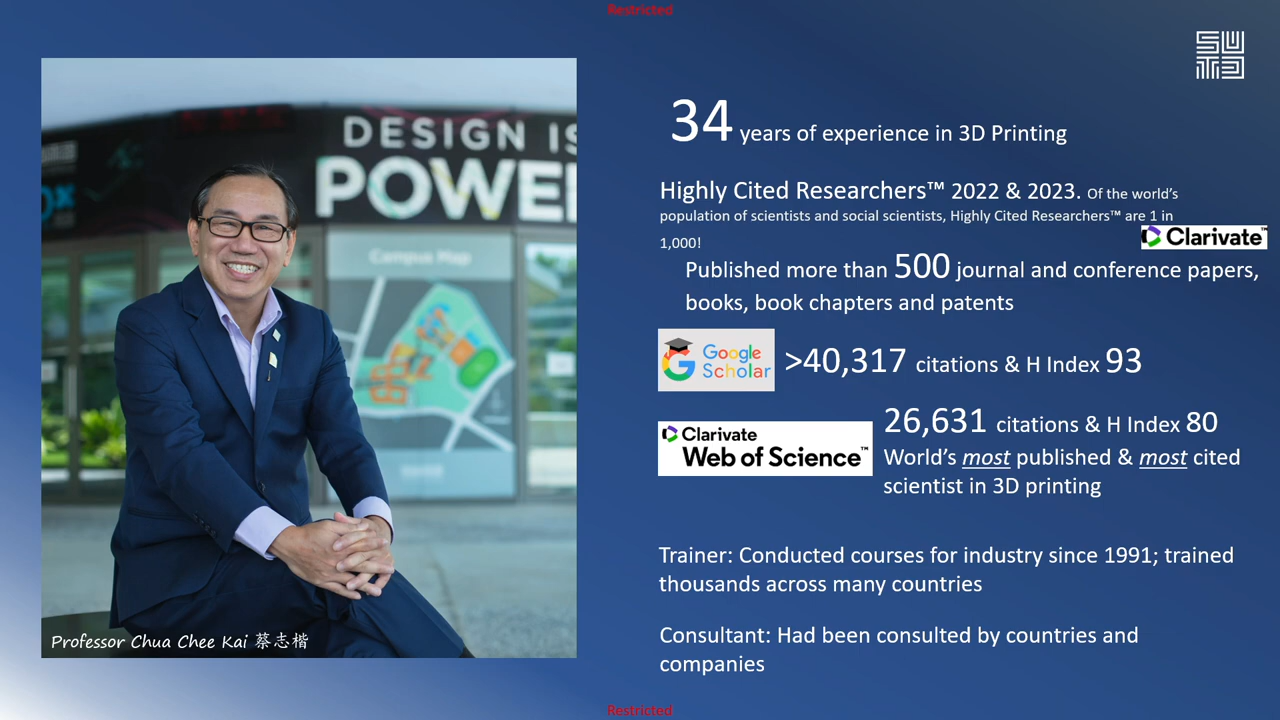 Restricted
SUTD
DESIGN IS
POWE
Campus Map
34 years of experience in 3D Printing
Highly Cited Researchers™ 2022 & 2023. Of the world's
population of scientists and social scientists, Highly Cited Researchers™ are 1 in
1,000!
Clarivate™
Published more than 500 journal and conference papers,
books, book chapters and patents
Google
Scholar
>40,317 citations & H Index 93
Clarivate
Web of Science™
26,631 citations & H Index 80
World's most published & most cited
scientist in 3D printing
Trainer: Conducted courses for industry since 1991; trained
thousands across many countries
Consultant: Had been consulted by countries and
companies
Professor Chua Chee Kai 蔡志楷
Restricted